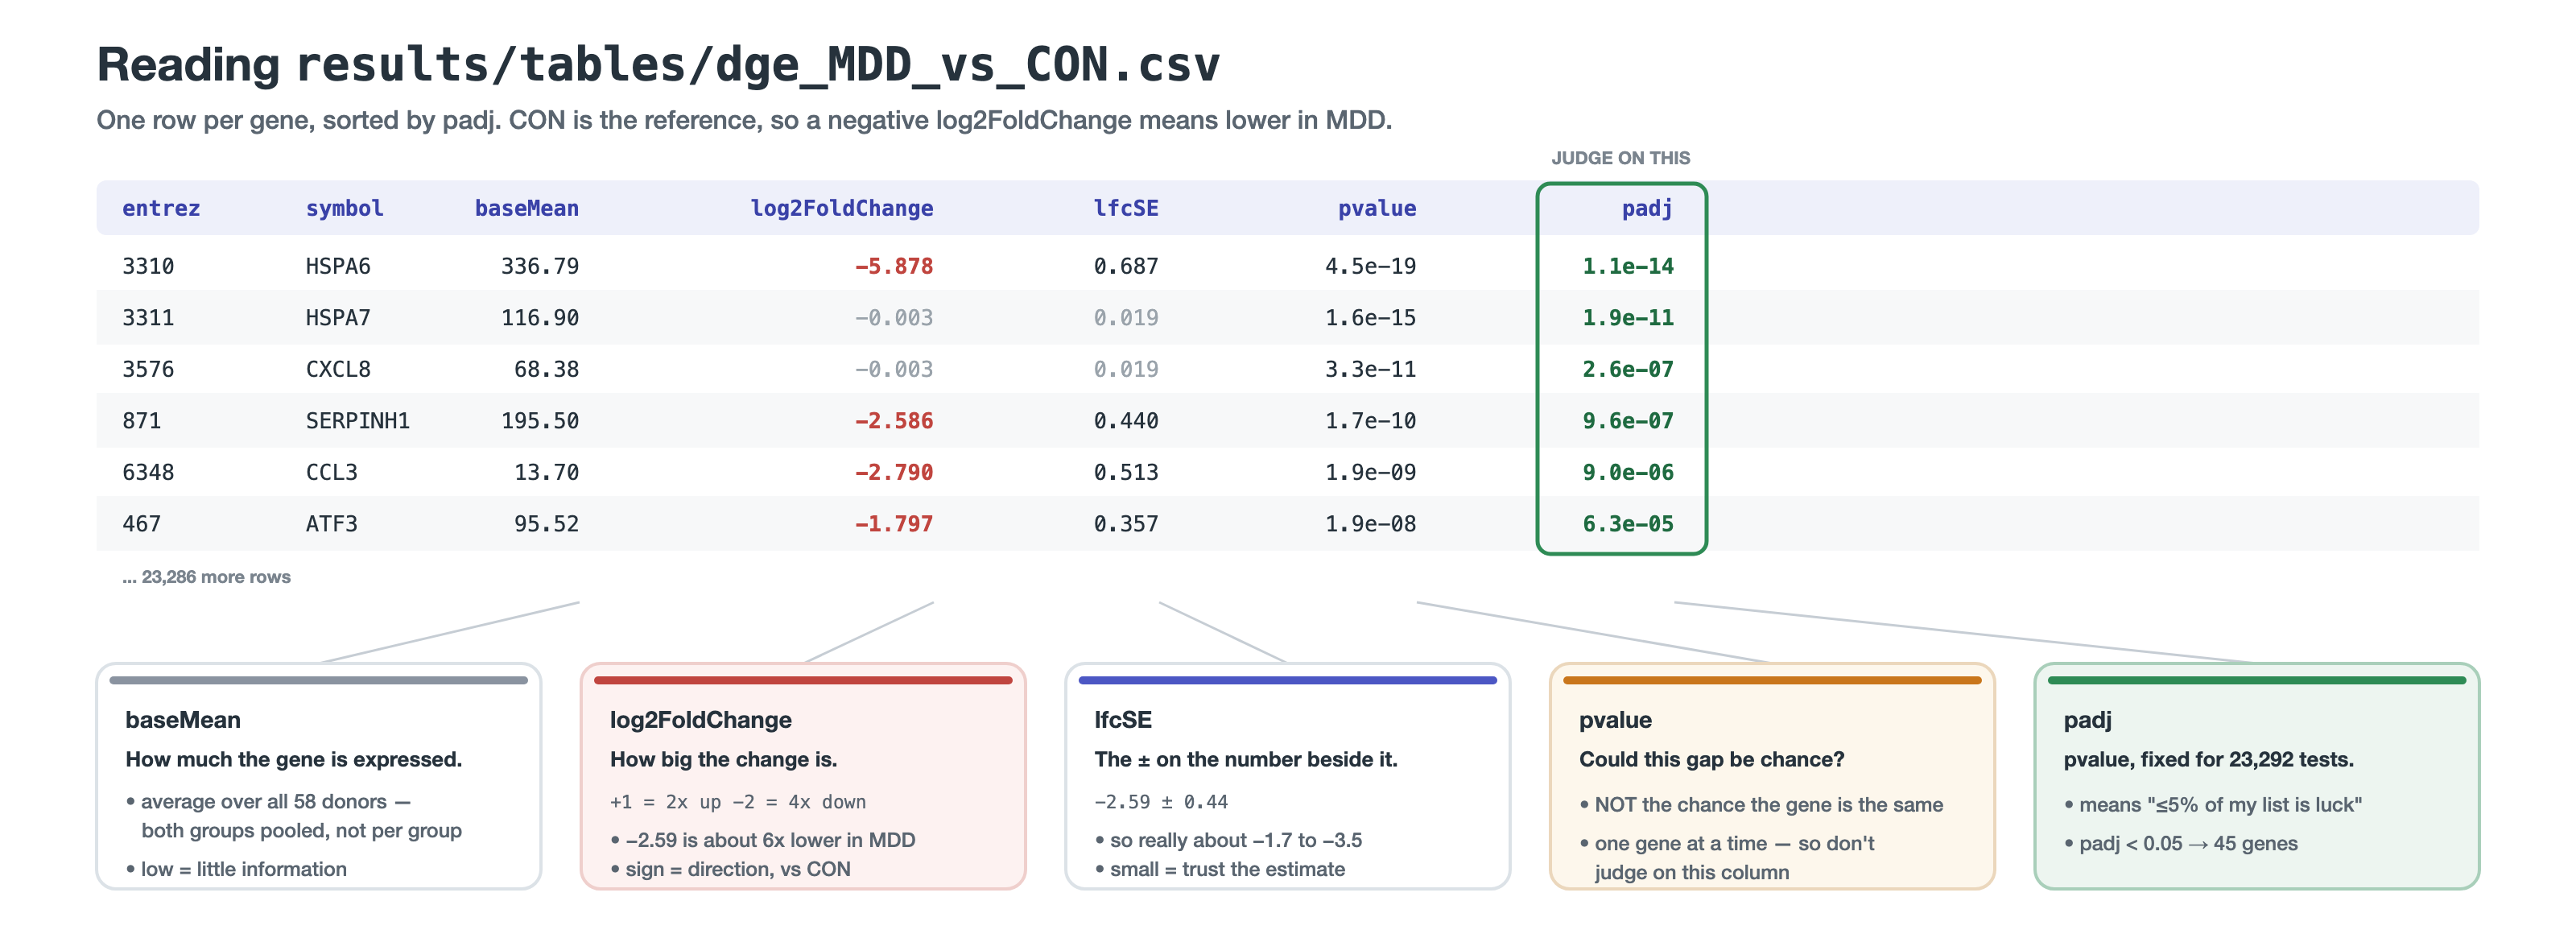 Reading results/tables/dge_MDD_vs_CON.csv
One row per gene, sorted by padj. CON is the reference, so a negative log2FoldChange means lower in MDD.
JUDGE ON THIS
entrez symbol baseMean log2FoldChange lfcSE pvalue padj
3310 HSPA6 336.79 −5.878 0.687 4.5e−19 1.1e−14
3311 HSPA7 116.90 −0.003 0.019 1.6e−15 1.9e−11
3576 CXCL8 68.38 −0.003 0.019 3.3e−11 2.6e−07
871 SERPINH1 195.50 −2.586 0.440 1.7e−10 9.6e−07
6348 CCL3 13.70 −2.790 0.513 1.9e−09 9.0e−06
467 ATF3 95.52 −1.797 0.357 1.9e−08 6.3e−05
... 23,286 more rows
baseMean
How much the gene is expressed.
• average over all 58 donors —
both groups pooled, not per group
• low = little information
log2FoldChange
How big the change is.
+1 = 2x up −2 = 4x down
• −2.59 is about 6x lower in MDD
• sign = direction, vs CON
lfcSE
The ± on the number beside it.
−2.59 ± 0.44
• so really about −1.7 to −3.5
• small = trust the estimate
pvalue
Could this gap be chance?
• NOT the chance the gene is the same
• one gene at a time — so don't
judge on this column
padj
pvalue, fixed for 23,292 tests.
• means "≤5% of my list is luck"
• padj < 0.05 → 45 genes